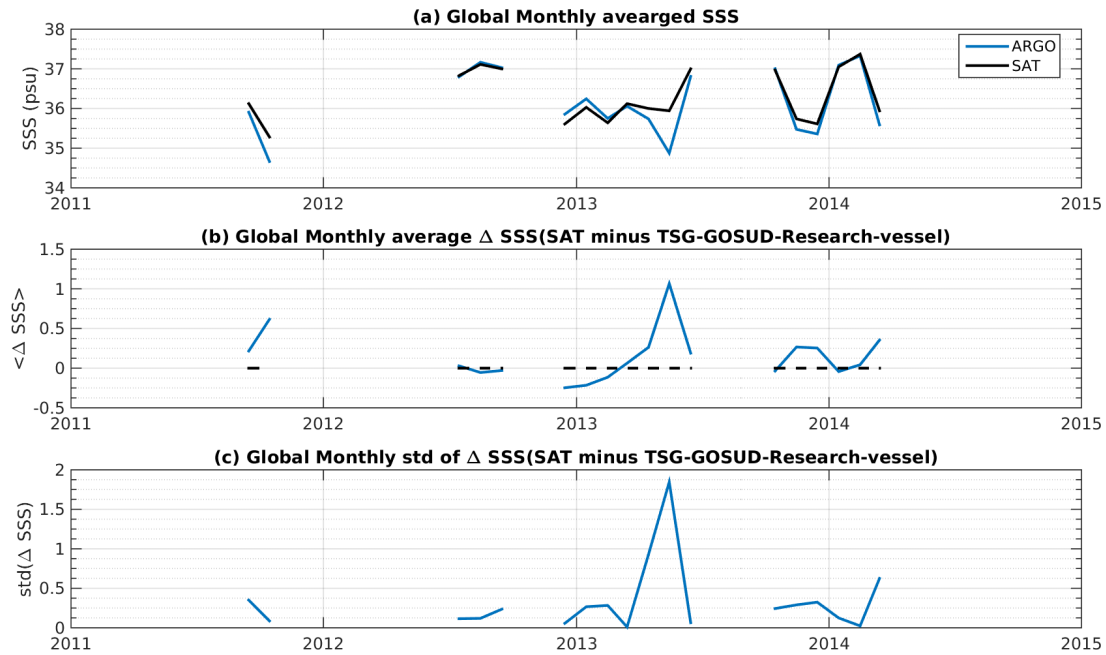 (a) Global Monthly avearged SSS
SSS (psu)
38
37
36
35
34
ARGO
SAT
2011 2012 2013 2014 2015
(b) Global Monthly average Δ SSS(SAT minus TSG-GOSUD-Research-vessel)
<Δ SSS>
1.5
1
0.5
0
-0.5
2011 2012 2013 2014 2015
(c) Global Monthly std of Δ SSS(SAT minus TSG-GOSUD-Research-vessel)
std(Δ SSS)
2
1.5
1
0.5
0
2011 2012 2013 2014 2015